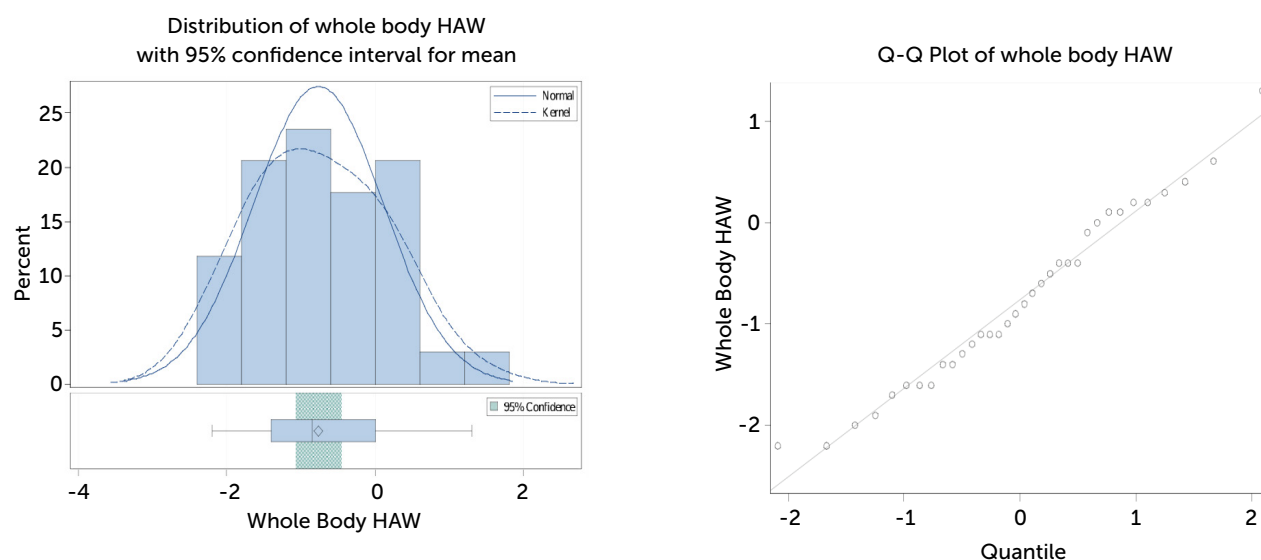 Distribution of whole body HAW
with 95% confidence interval for mean
Percent
25
20
15
10
5
0
Normal
Kernel
95% Confidence
-4
-2
0
2
Whole Body HAW
Q-Q Plot of whole body HAW
Whole Body HAW
1
0
-1
-2
-2
-1
0
1
2
Quantile